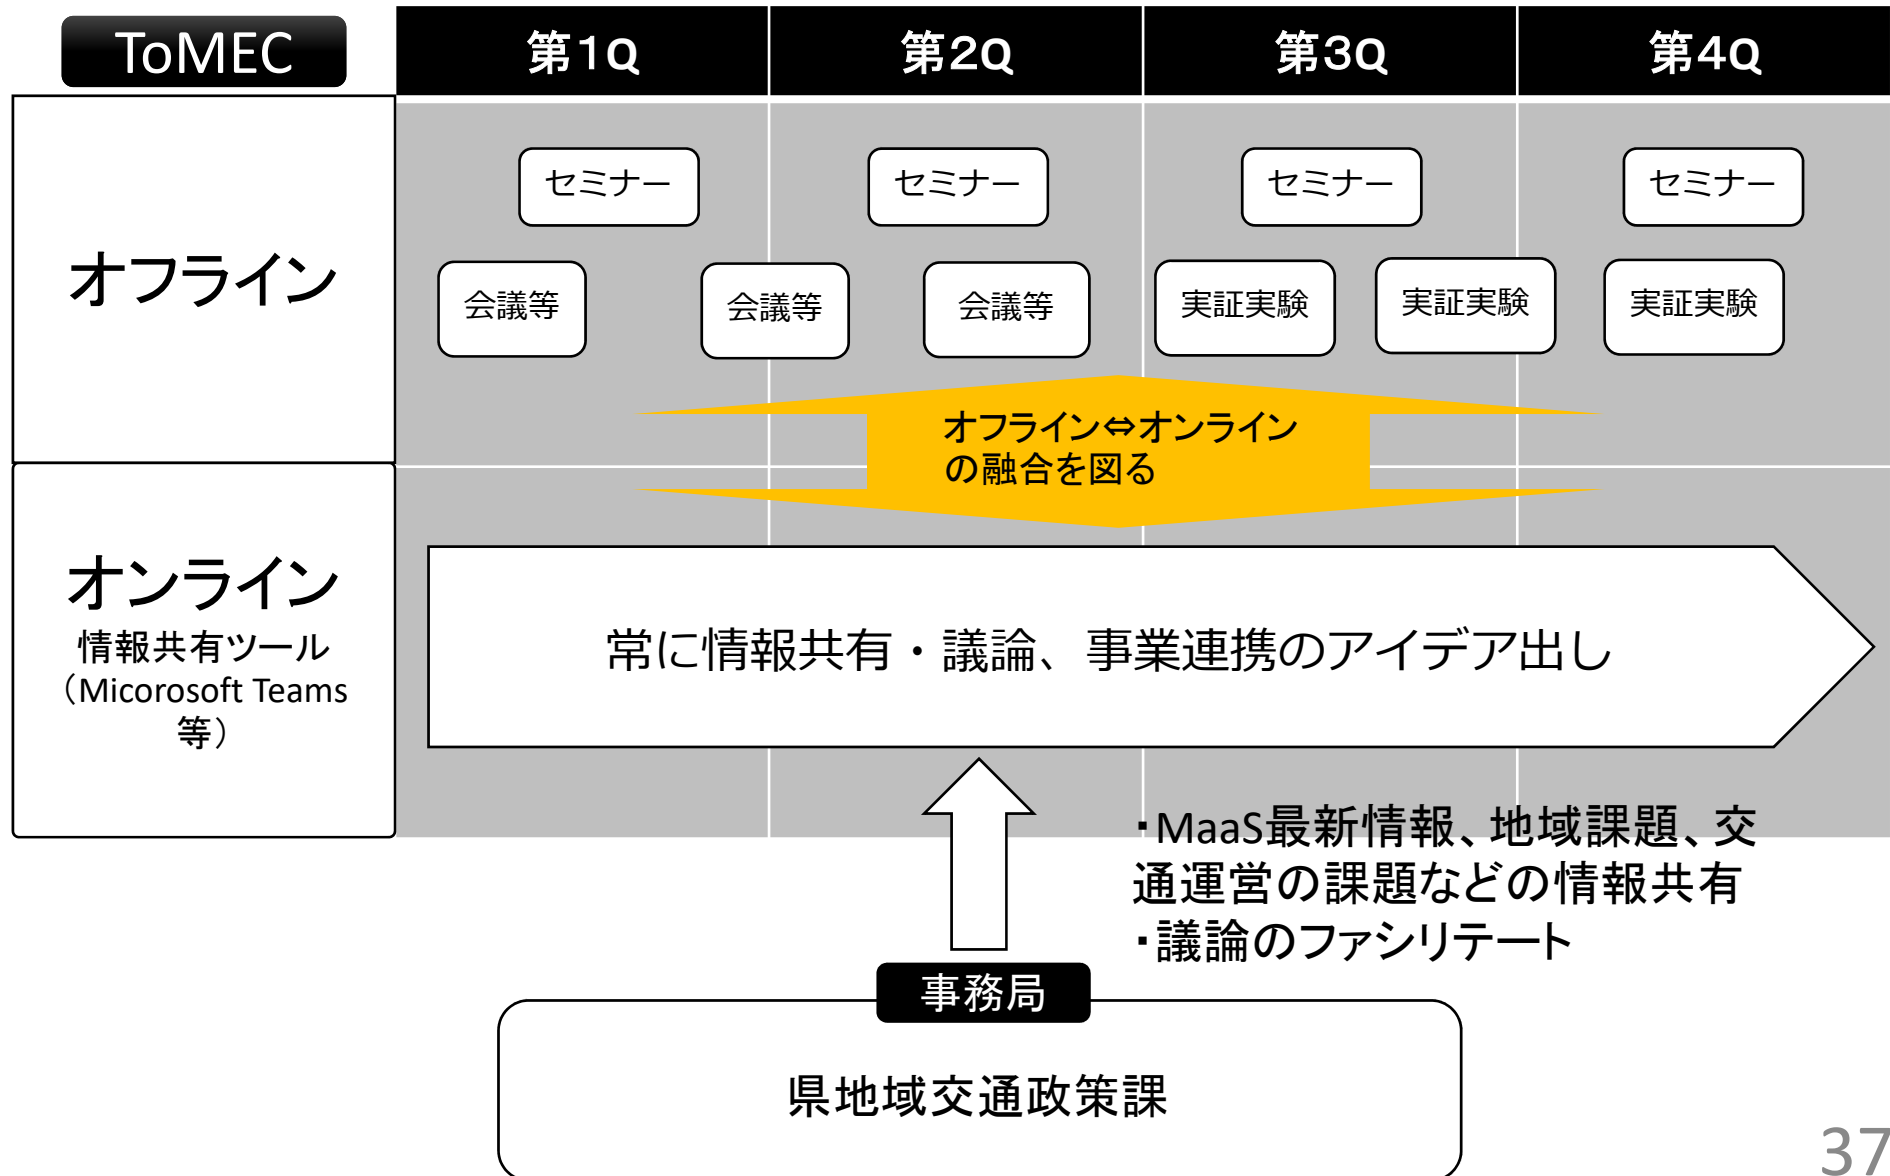 ToMEC
第1Q
第2Q
第3Q
第4Q
オフライン
セミナー
セミナー
セミナー
セミナー
会議等
会議等
会議等
実証実験
実証実験
実証実験
オフライン⇔オンライン
の融合を図る
オンライン
情報共有ツール
（Micorosoft Teams
等）
常に情報共有・議論、事業連携のアイデア出し
・MaaS最新情報、地域課題、交
通運営の課題などの情報共有
・議論のファシリテート
事務局
県地域交通政策課
37